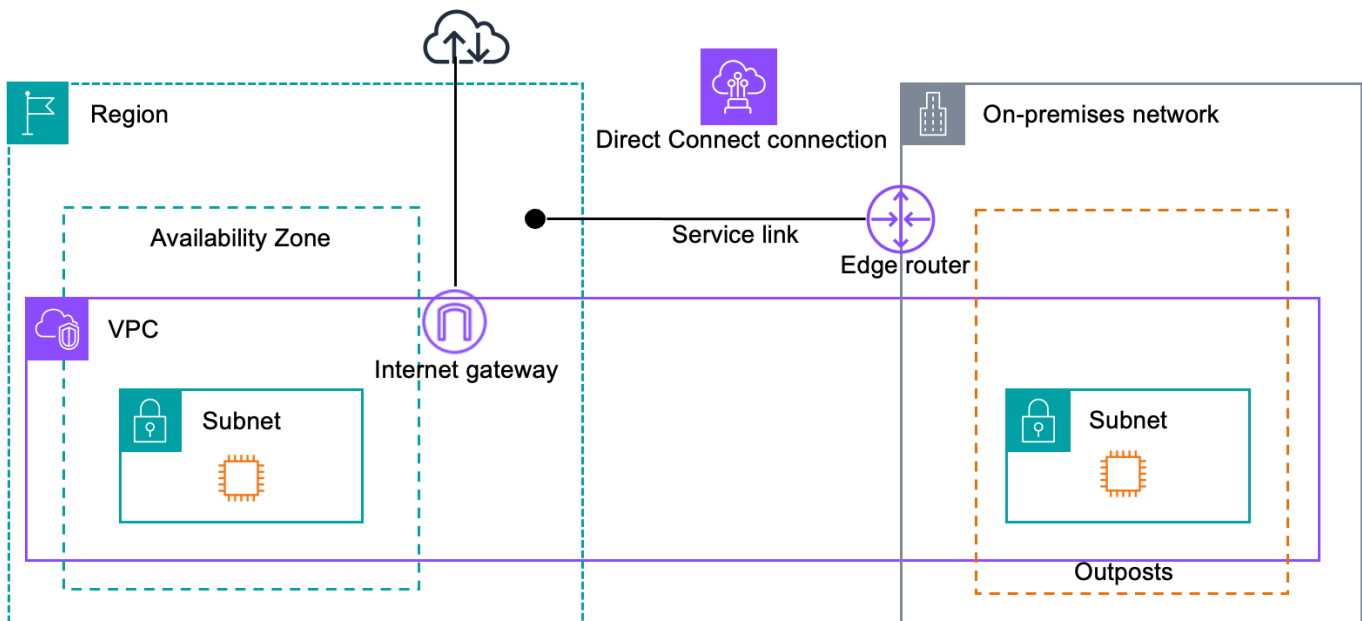 Region
Direct Connect connection
On-premises network
Availability Zone
Service link
Edge router
VPC
Internet gateway
Subnet
Subnet
Outposts